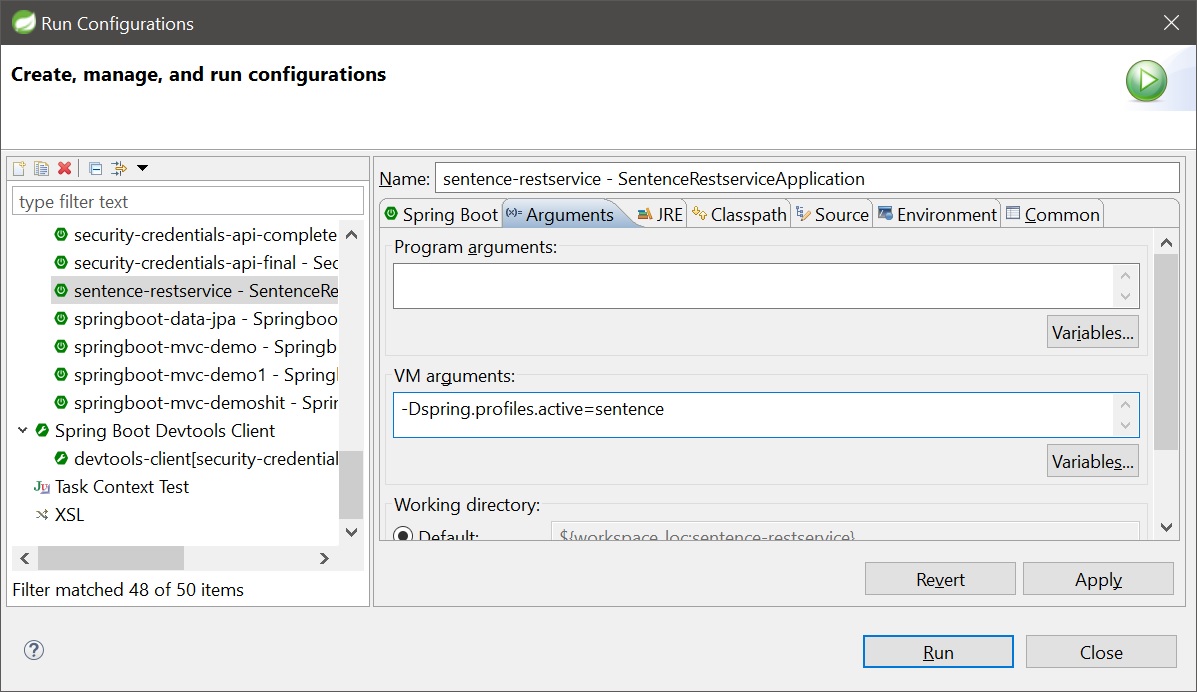 Run Configurations
Create, manage, and run configurations
type filter text
security-credentials-api-complete
security-credentials-api-final - Sec
sentence-restservice - SentenceRe
springboot-data-jpa - Springboo
springboot-mvc-demo - Springb
springboot-mvc-demo1 - Spring
springboot-mvc-demoshit - Sprin
Spring Boot Devtools Client
devtools-client[security-credential
Task Context Test
XSL
Filter matched 48 of 50 items
Name: sentence-restservice - SentenceRestserviceApplication
Spring Boot (x)= Arguments JRE Classpath Source Environment Common
Program arguments:
Variables...
VM arguments:
-Dspring.profiles.active=sentence
Variables...
Working directory:
Default: ${workspace_loc:sentence-restservice}
Revert Apply
Run Close